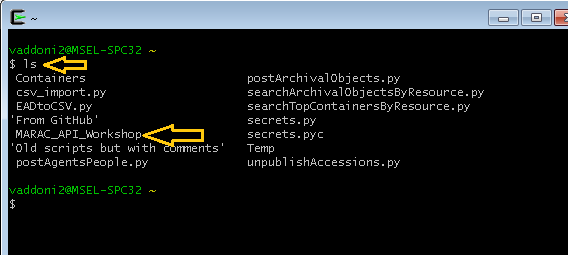 vaddoni2@MSEL-SPC32 ~
$ ls
Containers postArchivalObjects.py
csv_import.py searchArchivalObjectsByResource.py
EADtoCSV.py searchTopContainersByResource.py
'From GitHub' secrets.py
MARAC_API_Workshop secrets.pyc
'Old scripts but with comments' Temp
postAgentsPeople.py unpublishAccessions.py
vaddoni2@MSEL-SPC32 ~
$